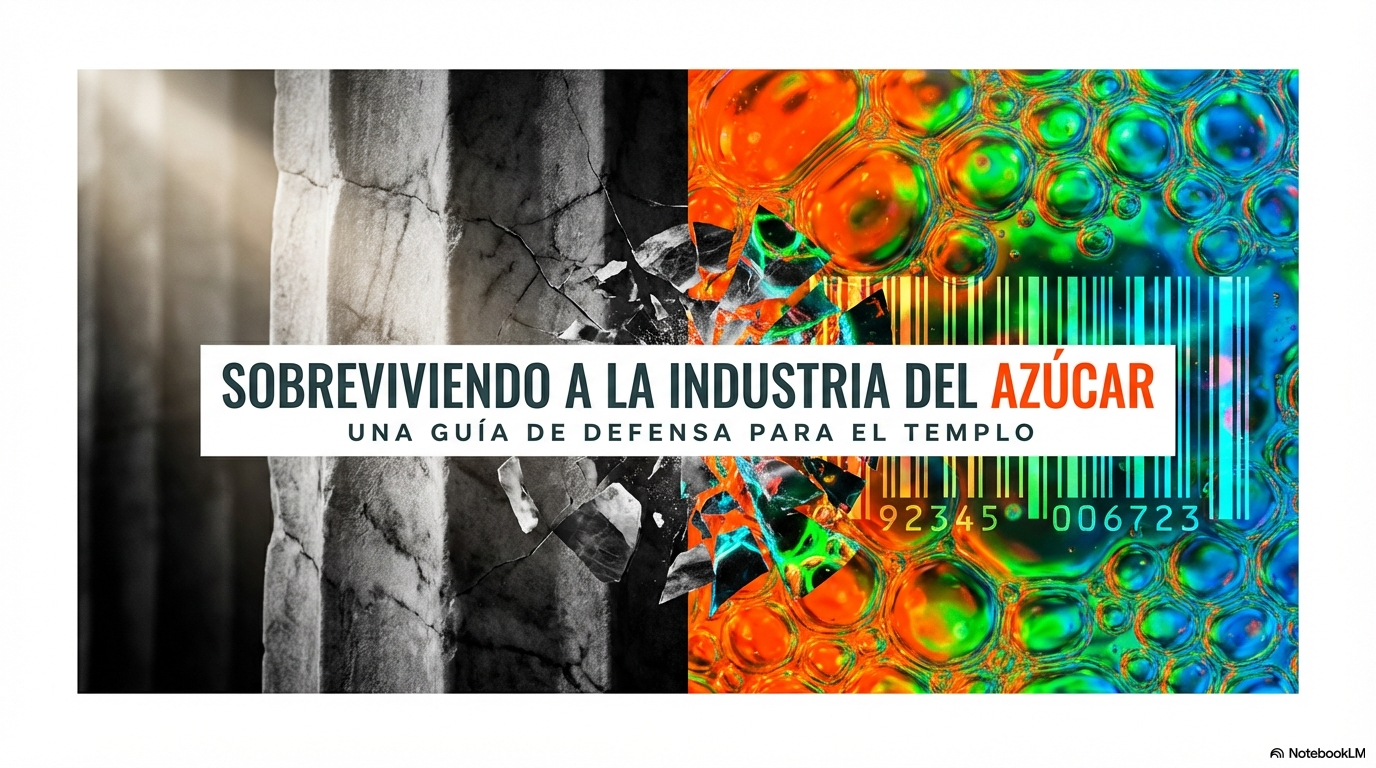 SOBREVIVIENDO A LA INDUSTRIA DEL AZÚCAR
UNA GUÍA DE DEFENSA PARA EL TEMPLO
92345 006723
NotebookLM